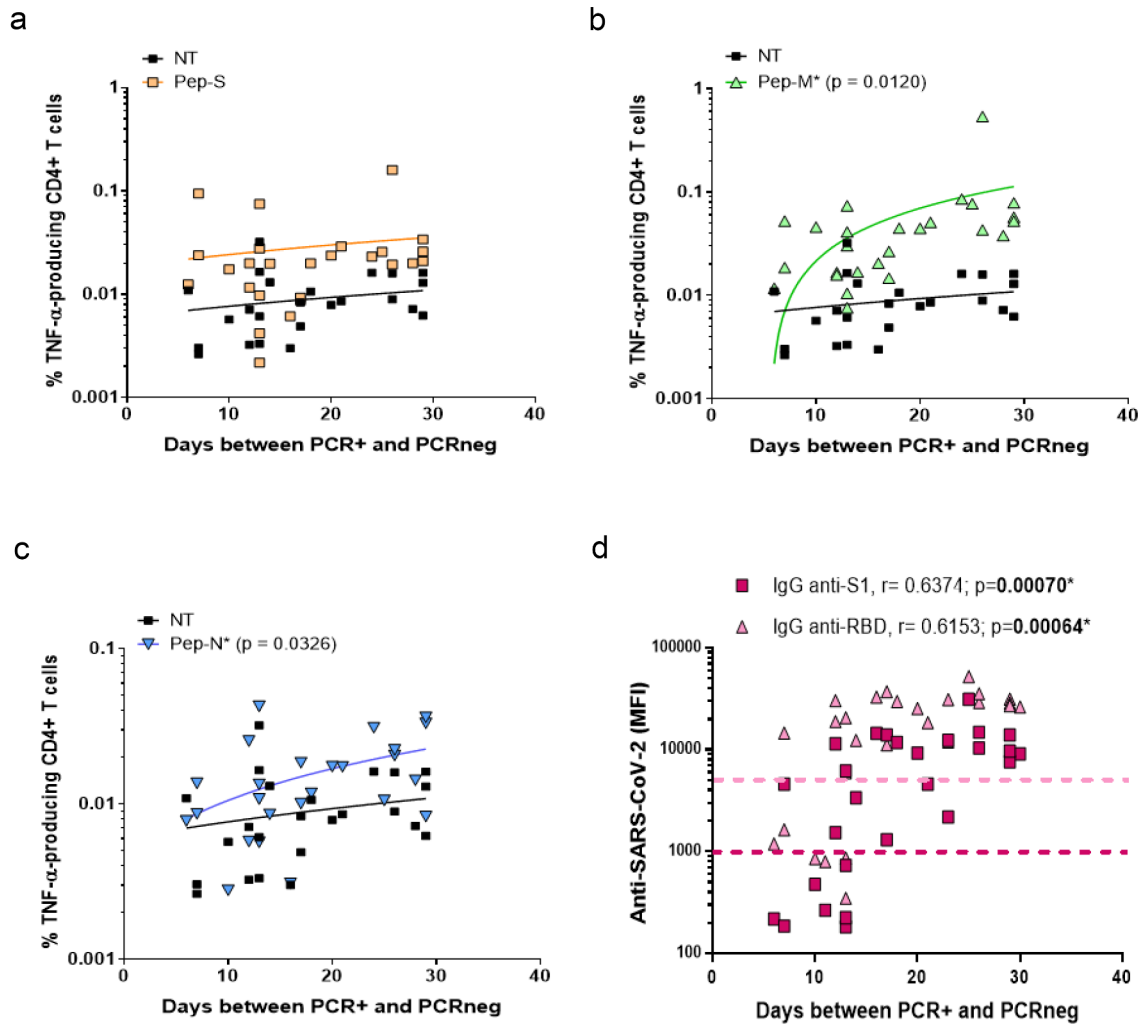 a
NT
Pep-S
% TNF-α-producing CD4+ T cells
1
0.1
0.01
0.001
0
10
20
30
40
Days between PCR+ and PCRneg
b
NT
Pep-M* (p = 0.0120)
% TNF-α-producing CD4+ T cells
1
0.1
0.01
0.001
0
10
20
30
40
Days between PCR+ and PCRneg
c
NT
Pep-N* (p = 0.0326)
% TNF-α-producing CD4+ T cells
0.1
0.01
0.001
0
10
20
30
40
Days between PCR+ and PCRneg
d
IgG anti-S1, r= 0.6374; p=0.00070*
IgG anti-RBD, r= 0.6153; p=0.00064*
Anti-SARS-CoV-2 (MFI)
100000
10000
1000
100
0
10
20
30
40
Days between PCR+ and PCRneg